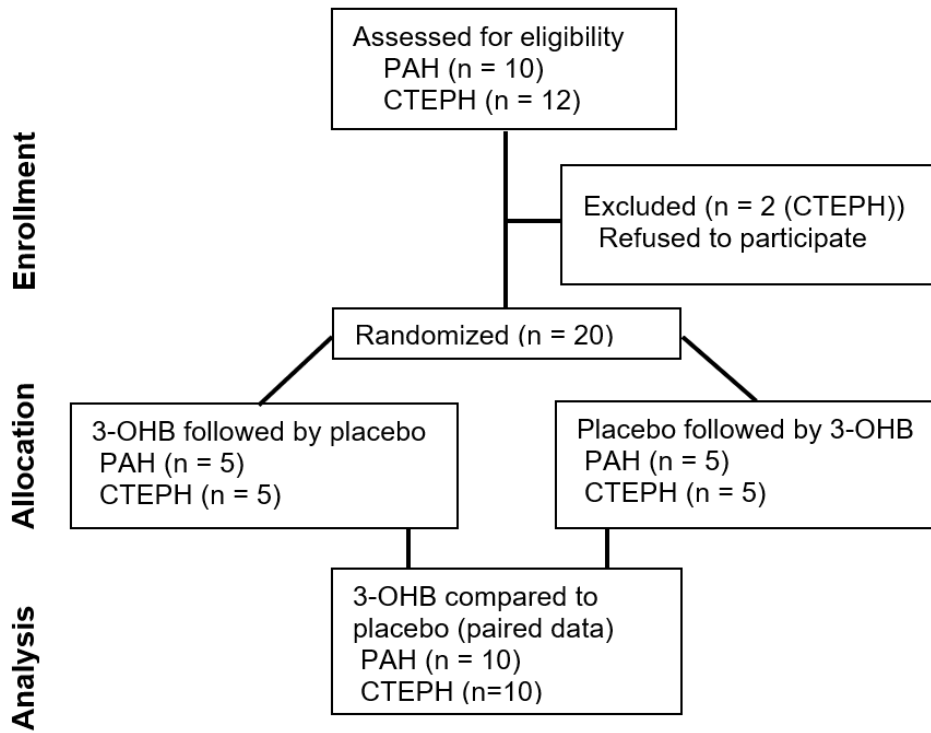 Enrollment
Assessed for eligibility
PAH (n = 10)
CTEPH (n = 12)
Excluded (n = 2 (CTEPH))
Refused to participate
Randomized (n = 20)
Allocation
3-OHB followed by placebo
PAH (n = 5)
CTEPH (n = 5)
Placebo followed by 3-OHB
PAH (n = 5)
CTEPH (n = 5)
Analysis
3-OHB compared to
placebo (paired data)
PAH (n = 10)
CTEPH (n=10)